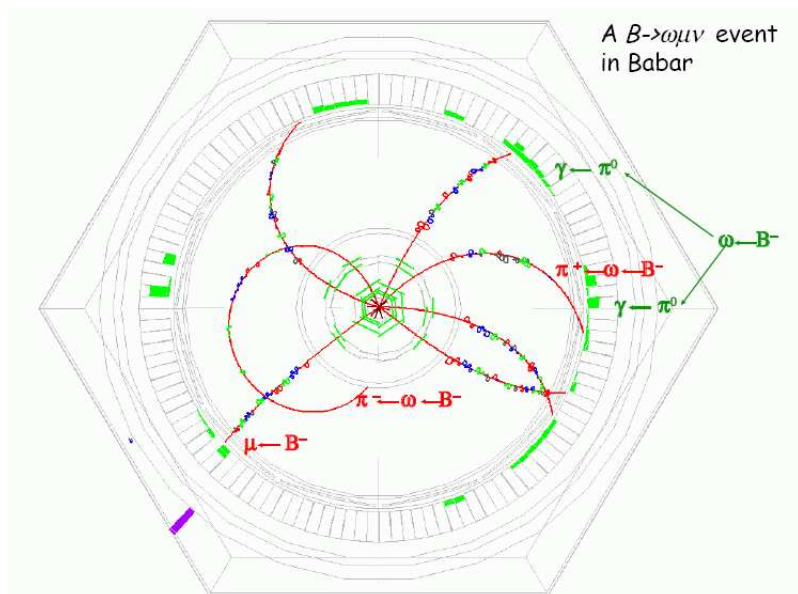 A B->ωμν event
in Babar
γ ← π⁰
ω ← B⁻
π⁺ ← ω ← B⁻
γ ← π⁰
π⁻ ← ω ← B⁻
μ ← B⁻